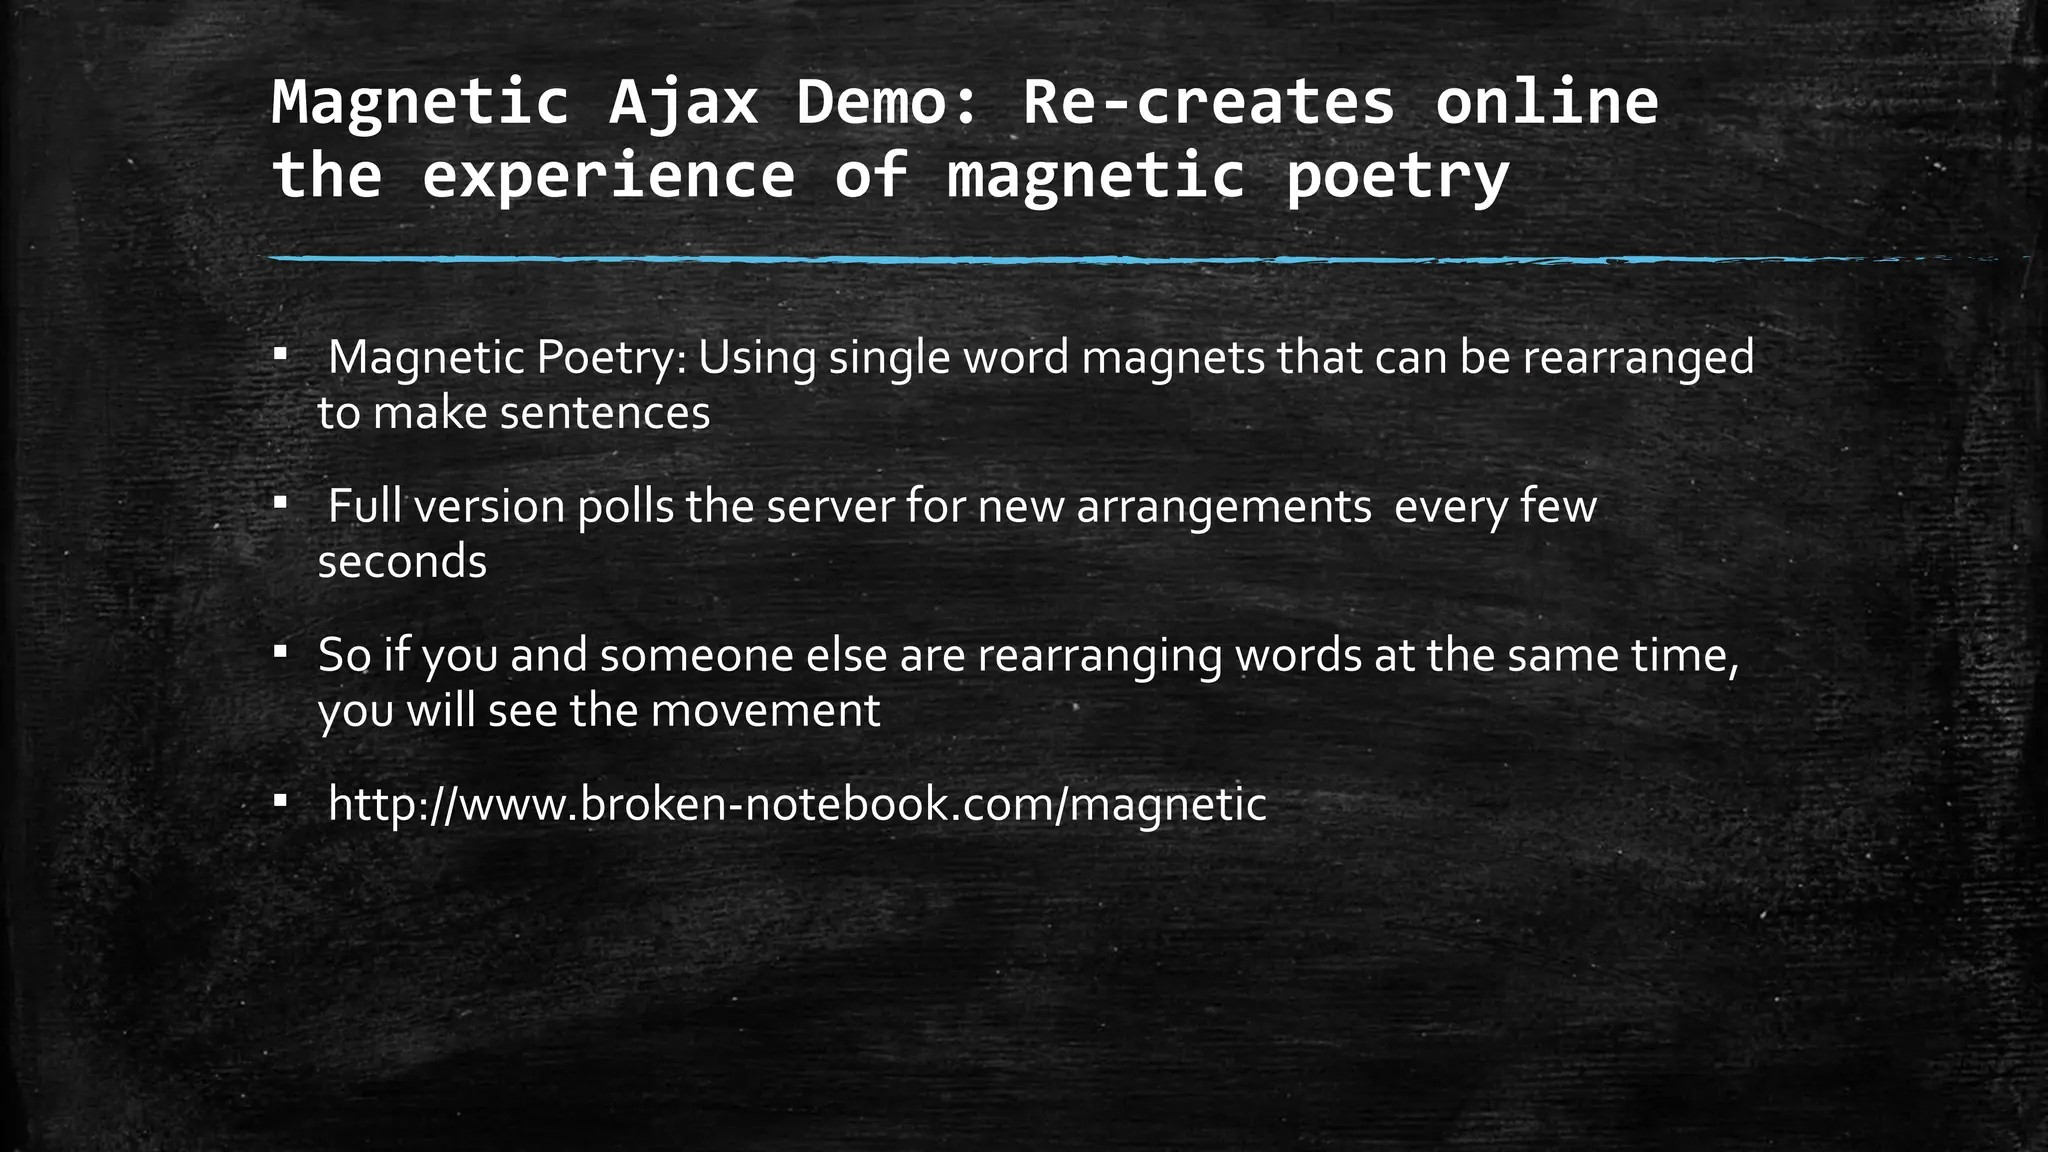 Magnetic Ajax Demo: Re-creates online
the experience of magnetic poetry
▪ Magnetic Poetry: Using single word magnets that can be rearranged
to make sentences
▪ Full version polls the server for new arrangements  every few
seconds
▪ So if you and someone else are rearranging words at the same time,
you will see the movement
▪ http://www.broken-notebook.com/magnetic